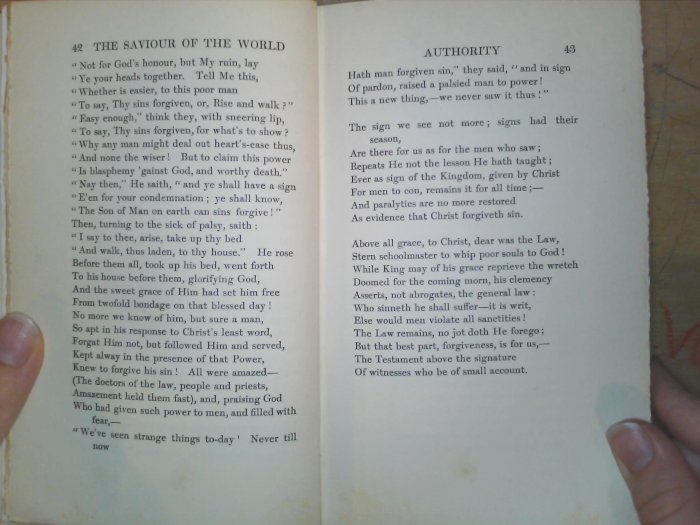 42 THE SAVIOUR OF THE WORLD
"Not for God's honour, but My ruin, lay
"Ye your heads together. Tell Me this,
"Whether is easier, to this poor man
"To say, Thy sins forgiven, or, Rise and walk?"
"Easy enough," think they, with sneering lip,
"To say, Thy sins forgiven, for what's to show?
"Why any man might deal out heart's-ease thus,
"And none the wiser! But to claim this power
"Is blasphemy 'gainst God, and worthy death."
"Nay then," He saith, "and ye shall have a sign
"E'en for your condemnation; ye shall know,
"The Son of Man on earth can sins forgive!"
Then, turning to the sick of palsy, saith:
"I say to thee, arise, take up thy bed
"And walk, thus laden, to thy house." He rose
Before them all, took up his bed, went forth
To his house before them, glorifying God,
And the sweet grace of Him had set him free
From twofold bondage on that blessed day!
No more we know of him, but sure a man,
So apt in his response to Christ's least word,
Forgat Him not, but followed Him and served,
Kept alway in the presence of that Power,
Knew to forgive his sin! All were amazed—
(The doctors of the law, people and priests,
Amazement held them fast), and, praising God
Who had given such power to men, and filled with
fear,—
"We've seen strange things to-day! Never till
now
AUTHORITY 43
Hath man forgiven sin," they said, "and in sign
Of pardon, raised a palsied man to power!
This a new thing,—we never saw it thus!"
The sign we see not more; signs had their
season,
Are there for us as for the men who saw;
Repeats He not the lesson He hath taught;
Ever as sign of the Kingdom, given by Christ
For men to con, remains it for all time;—
And paralytics are no more restored
As evidence that Christ forgiveth sin.
Above all grace, to Christ, dear was the Law,
Stern schoolmaster to whip poor souls to God!
While King may of his grace reprieve the wretch
Doomed for the coming morn, his clemency
Asserts, not abrogates, the general law:
Who sinneth he shall suffer—it is writ,
Else would men violate all sanctities!
The Law remains, no jot doth He forego;
But that best part, forgiveness, is for us,—
The Testament above the signature
Of witnesses who be of small account.